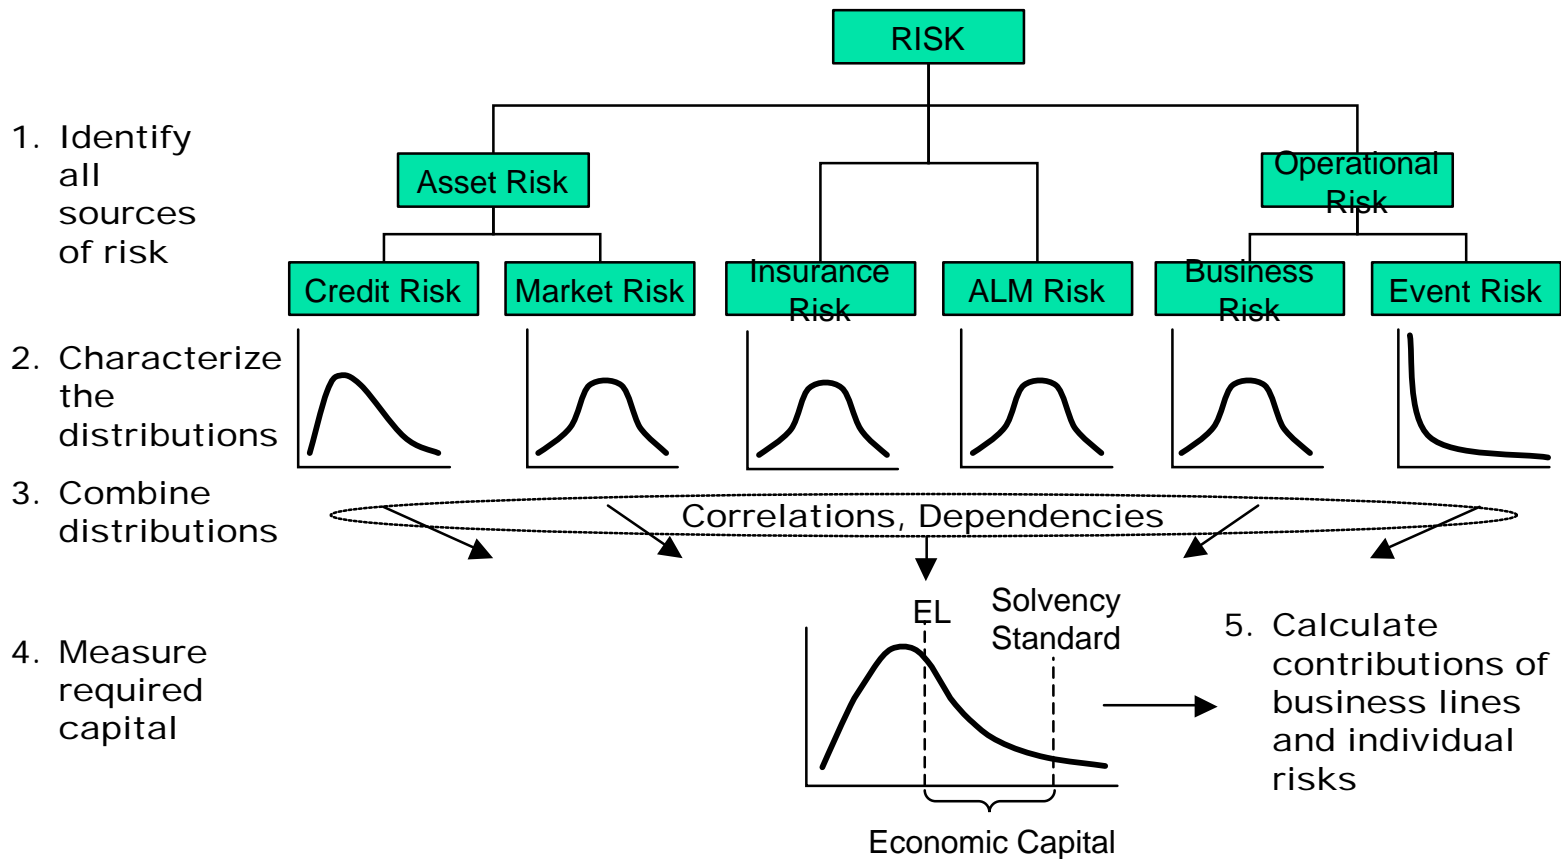 RISK
1. Identify
all
sources
of risk
Asset Risk
Operational
Risk
Credit Risk
Market Risk
Insurance
Risk
ALM Risk
Business
Risk
Event Risk
2. Characterize
the
distributions
3. Combine
distributions
Correlations, Dependencies
4. Measure
required
capital
EL
Solvency
Standard
Economic Capital
5. Calculate
contributions of
business lines
and individual
risks